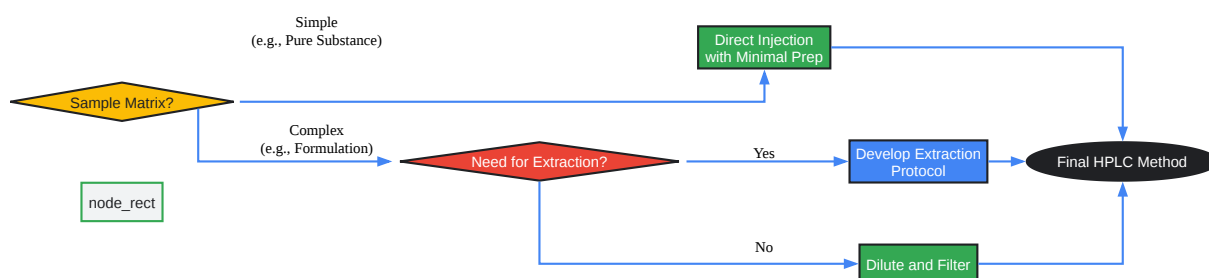 Simple
(e.g., Pure Substance)
Direct Injection
with Minimal Prep
Sample Matrix?
Complex
(e.g., Formulation)
Need for Extraction?
Yes
Develop Extraction
Protocol
Final HPLC Method
node_rect
No
Dilute and Filter